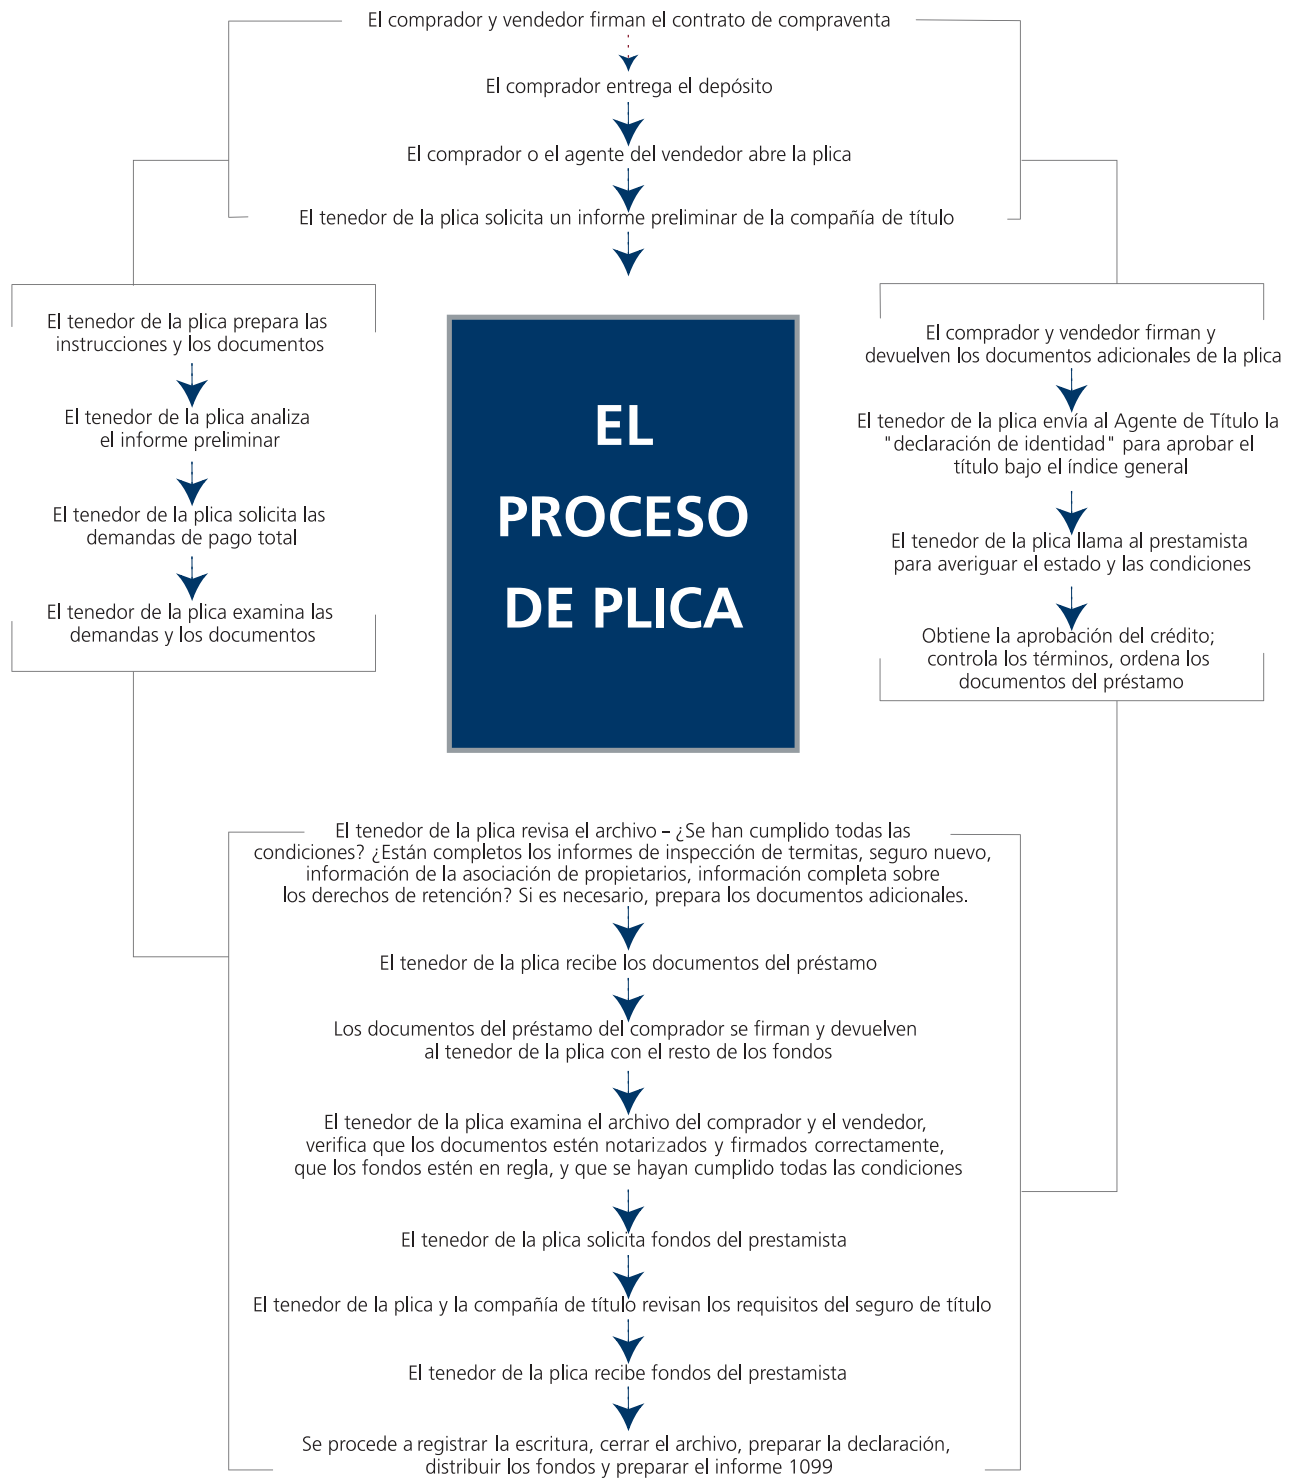 El comprador y vendedor firman el contrato de compraventa
El comprador entrega el depósito
El comprador o el agente del vendedor abre la plica
El tenedor de la plica solicita un informe preliminar de la compañía de título
El tenedor de la plica prepara las
instrucciones y los documentos
El tenedor de la plica analiza
el informe preliminar
El tenedor de la plica solicita las
demandas de pago total
El tenedor de la plica examina las
demandas y los documentos
EL
PROCESO
DE PLICA
El comprador y vendedor firman y
devuelven los documentos adicionales de la plica
El tenedor de la plica envía al Agente de Título la
"declaración de identidad" para aprobar el
título bajo el índice general
El tenedor de la plica llama al prestamista
para averiguar el estado y las condiciones
Obtiene la aprobación del crédito;
controla los términos, ordena los
documentos del préstamo
El tenedor de la plica revisa el archivo – ¿Se han cumplido todas las
condiciones? ¿Están completos los informes de inspección de termitas, seguro nuevo,
información de la asociación de propietarios, información completa sobre
los derechos de retención? Si es necesario, prepara los documentos adicionales.
El tenedor de la plica recibe los documentos del préstamo
Los documentos del préstamo del comprador se firman y devuelven
al tenedor de la plica con el resto de los fondos
El tenedor de la plica examina el archivo del comprador y el vendedor,
verifica que los documentos estén notarizados y firmados correctamente,
que los fondos estén en regla, y que se hayan cumplido todas las condiciones
El tenedor de la plica solicita fondos del prestamista
El tenedor de la plica y la compañía de título revisan los requisitos del seguro de título
El tenedor de la plica recibe fondos del prestamista
Se procede a registrar la escritura, cerrar el archivo, preparar la declaración,
distribuir los fondos y preparar el informe 1099